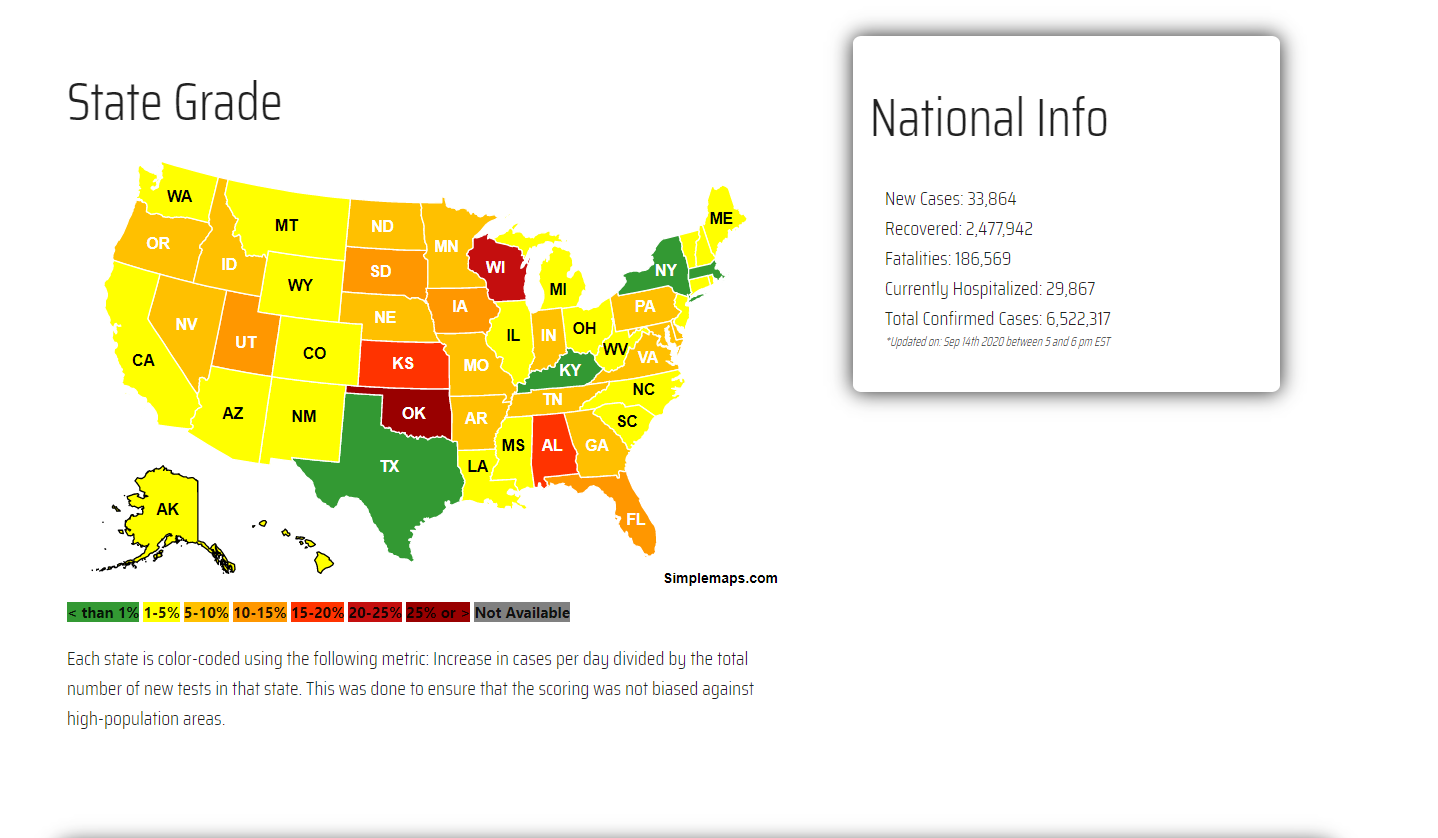 State Grade
WA
MT
ND
MN
ME
OR
ID
SD
WI
NY
WY
MI
NV
UT
NE
IA
PA
CA
CO
IL
IN
OH
WV
VA
KS
MO
KY
NC
AZ
NM
OK
AR
TN
SC
TX
LA
MS
AL
GA
AK
FL
Simplemaps.com
< than 1% 1-5% 5-10% 10-15% 15-20% 20-25% 25% or > Not Available
Each state is color-coded using the following metric: Increase in cases per day divided by the total
number of new tests in that state. This was done to ensure that the scoring was not biased against
high-population areas.
National Info
New Cases: 33,864
Recovered: 2,477,942
Fatalities: 186,569
Currently Hospitalized: 29,867
Total Confirmed Cases: 6,522,317
*Updated on: Sep 14th 2020 between 5 and 6 pm EST